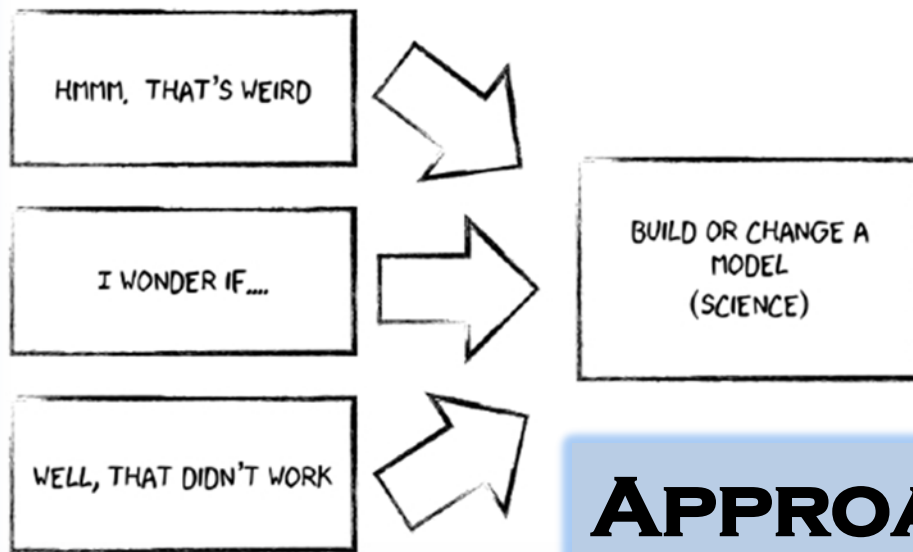 HMMM. THAT'S WEIRD
I WONDER IF....
WELL, THAT DIDN'T WORK
BUILD OR CHANGE A
MODEL
(SCIENCE)
APPROA